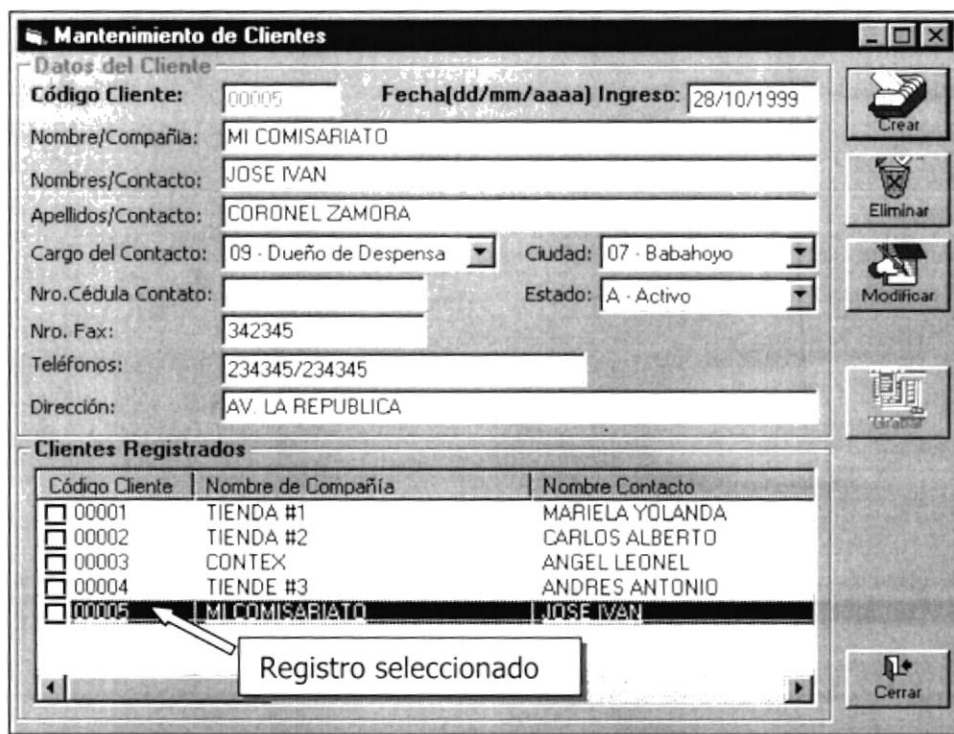 Mantenimiento de Clientes
Datos del Cliente
Código Cliente: 00005 Fecha(dd/mm/aaaa) Ingreso: 28/10/1999
Nombre/Compañia: MI COMISARIATO
Nombres/Contacto: JOSE IVAN
Apellidos/Contacto: CORONEL ZAMORA
Cargo del Contacto: 09 - Dueño de Despensa Ciudad: 07 - Babahoyo
Nro.Cédula Contato: Estado: A - Activo
Nro. Fax: 342345
Teléfonos: 234345/234345
Dirección: AV. LA REPUBLICA
Crear
Eliminar
Modificar
Grabar
Clientes Registrados
Código Cliente Nombre de Compañía Nombre Contacto
00001 TIENDA #1 MARIELA YOLANDA
00002 TIENDA #2 CARLOS ALBERTO
00003 CONTEX ANGEL LEONEL
00004 TIENDE #3 ANDRES ANTONIO
00005 MI COMISARIATO JOSE IVAN
Registro seleccionado
Cerrar